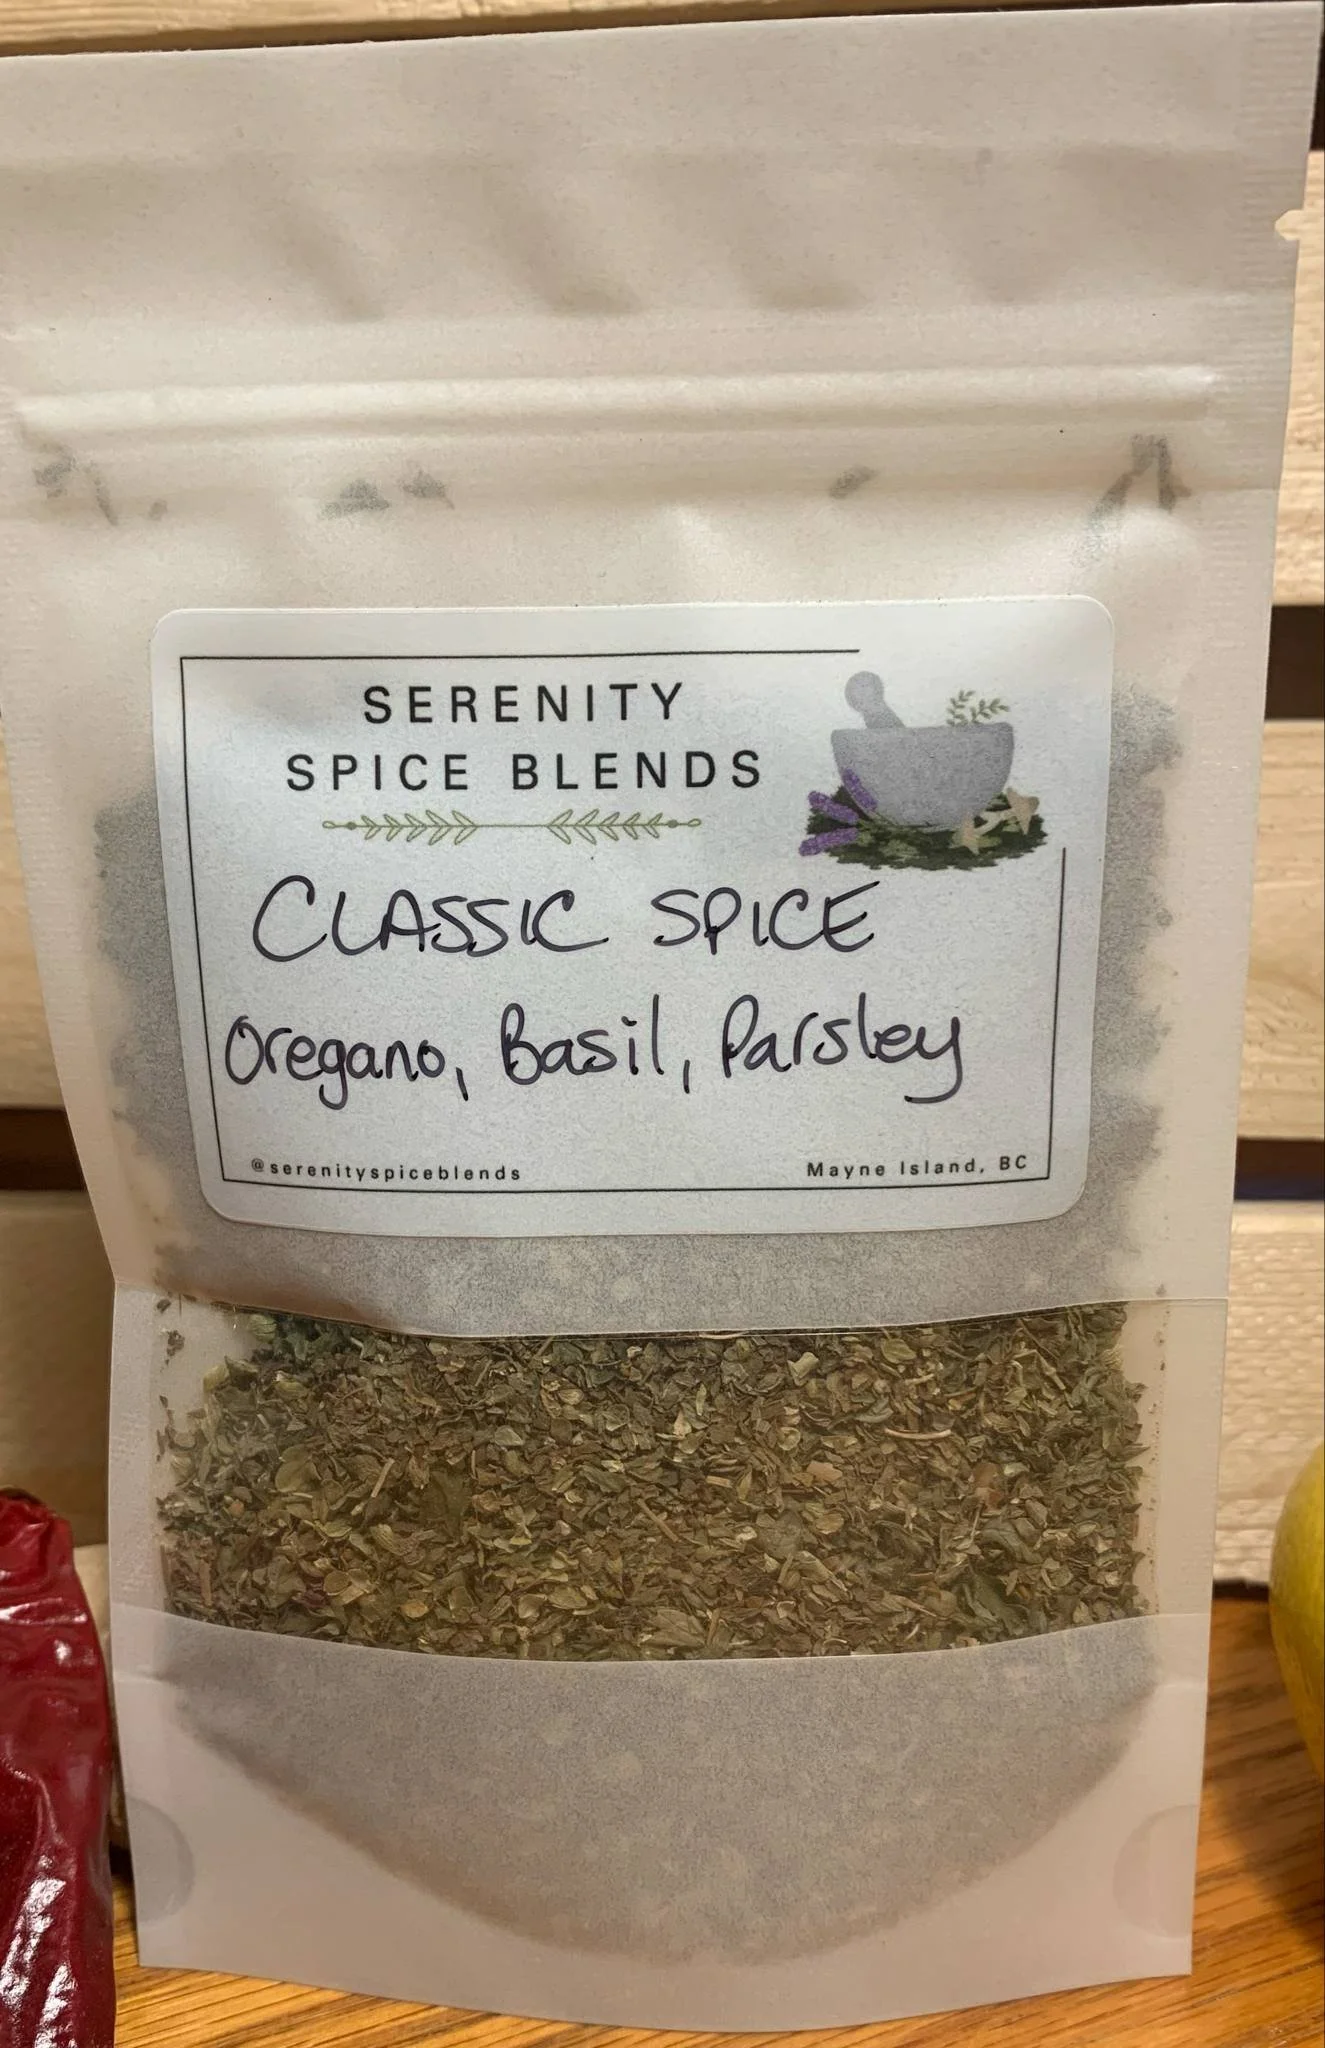 SERENITY
SPICE BLENDS
CLASSIC SPICE
Oregano, Basil, Parsley
@serenityspiceblends
Mayne Island, BC